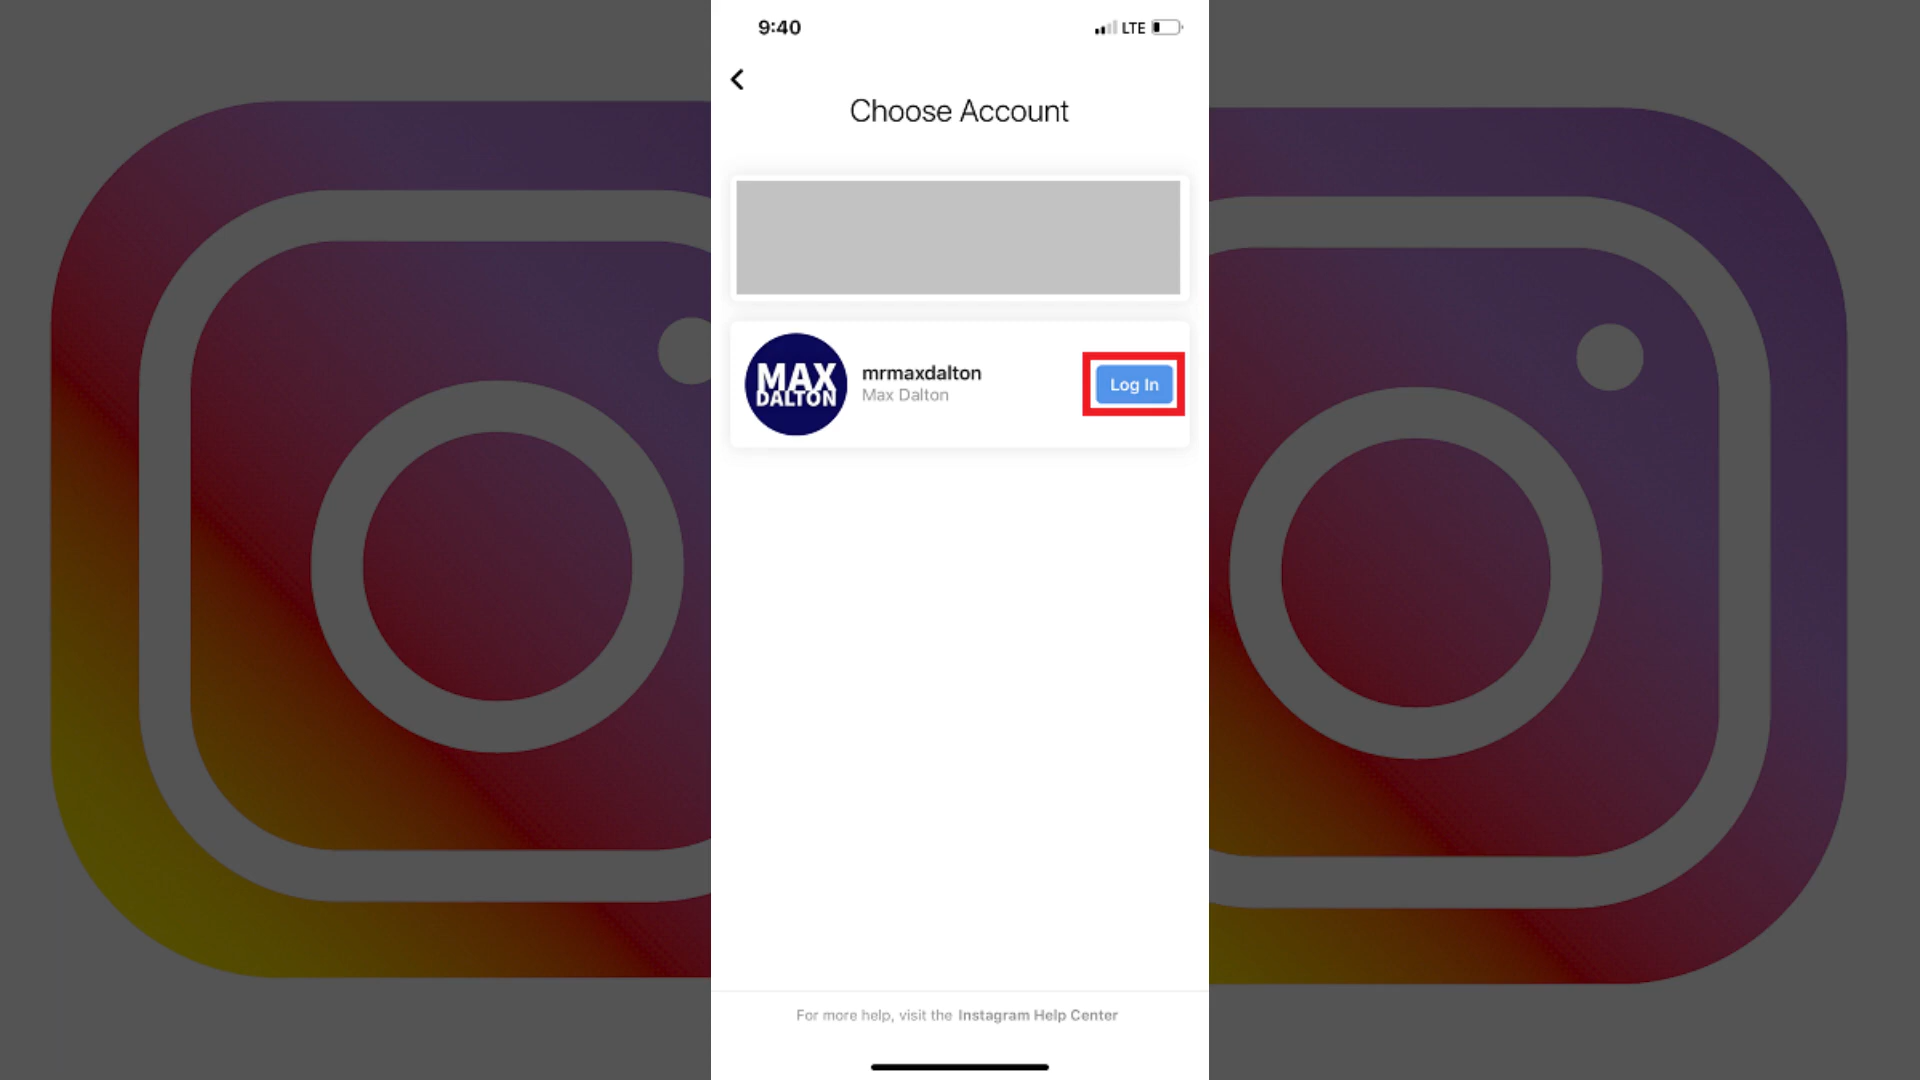 9:40
LTE
Choose Account
MAX
DALTON
mrmaxdalton
Max Dalton
Log In
For more help, visit the Instagram Help Center